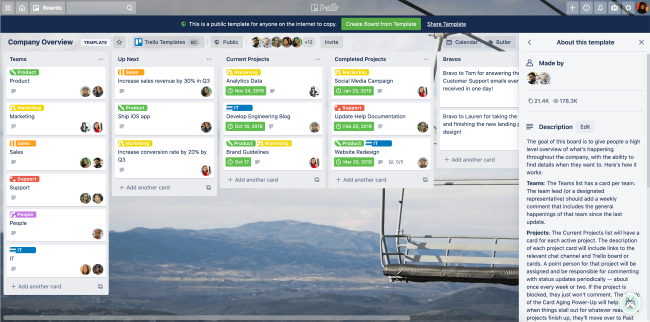 Boards
Trello
This is a public template for anyone on the internet to copy.
Create Board from Template
Share Template
Company Overview
TEMPLATE
Trello Templates
BC
Public
+13
Invite
Calendar
Butler
Teams
Product
Product
Marketing
Marketing
Sales
Sales
Support
Support
People
People
IT
IT
+ Add another card
Up Next
Sales
Increase sales revenue by 30% in Q3
Product
Ship iOS app
Marketing
Increase conversion rate by 20% by
Q3
+ Add another card
Current Projects
Marketing
Analytics Data
Nov 24, 2019
IT
Develop Engineering Blog
Product
Marketing
Brand Guidelines
Oct 17
+ Add another card
Completed Projects
Marketing
Social Media Campaign
Jan 23, 2019
Support
Update Help Documentation
Feb 20, 2019
Product
IT
Website Redesign
Mar 20, 2019
+ Add another card
Bravos
Bravo to Tom for answering the
Customer Support emails ever
received in one day!
Bravo to Lauren for taking the
and finishing the new landing
design!
+ Add another card
About this template
Made by
21.4K
178.3K
Description
Edit
The goal of this board is to give people a high
level overview of what's happening
throughout the company, with the ability to
find details when they want to. Here's how it
works:
Teams: The Teams list has a card per team. The
team lead (or a designated
representative) should add a weekly
comment that includes the general
happenings of that team since the
last update.
Projects: The Current Projects list will have a
card for each active project. The description
of each project card will include links to the
relevant chat channel and Trello board or
cards. A point person for that project will be
assigned and be responsible for commenting
with status updates periodically -- about
once every week or two. If the project is
blocked, they just won't comment. The
of the Card Aging Power-Up will help
when things stall out for whatever
projects finish up, they'll move over to Past